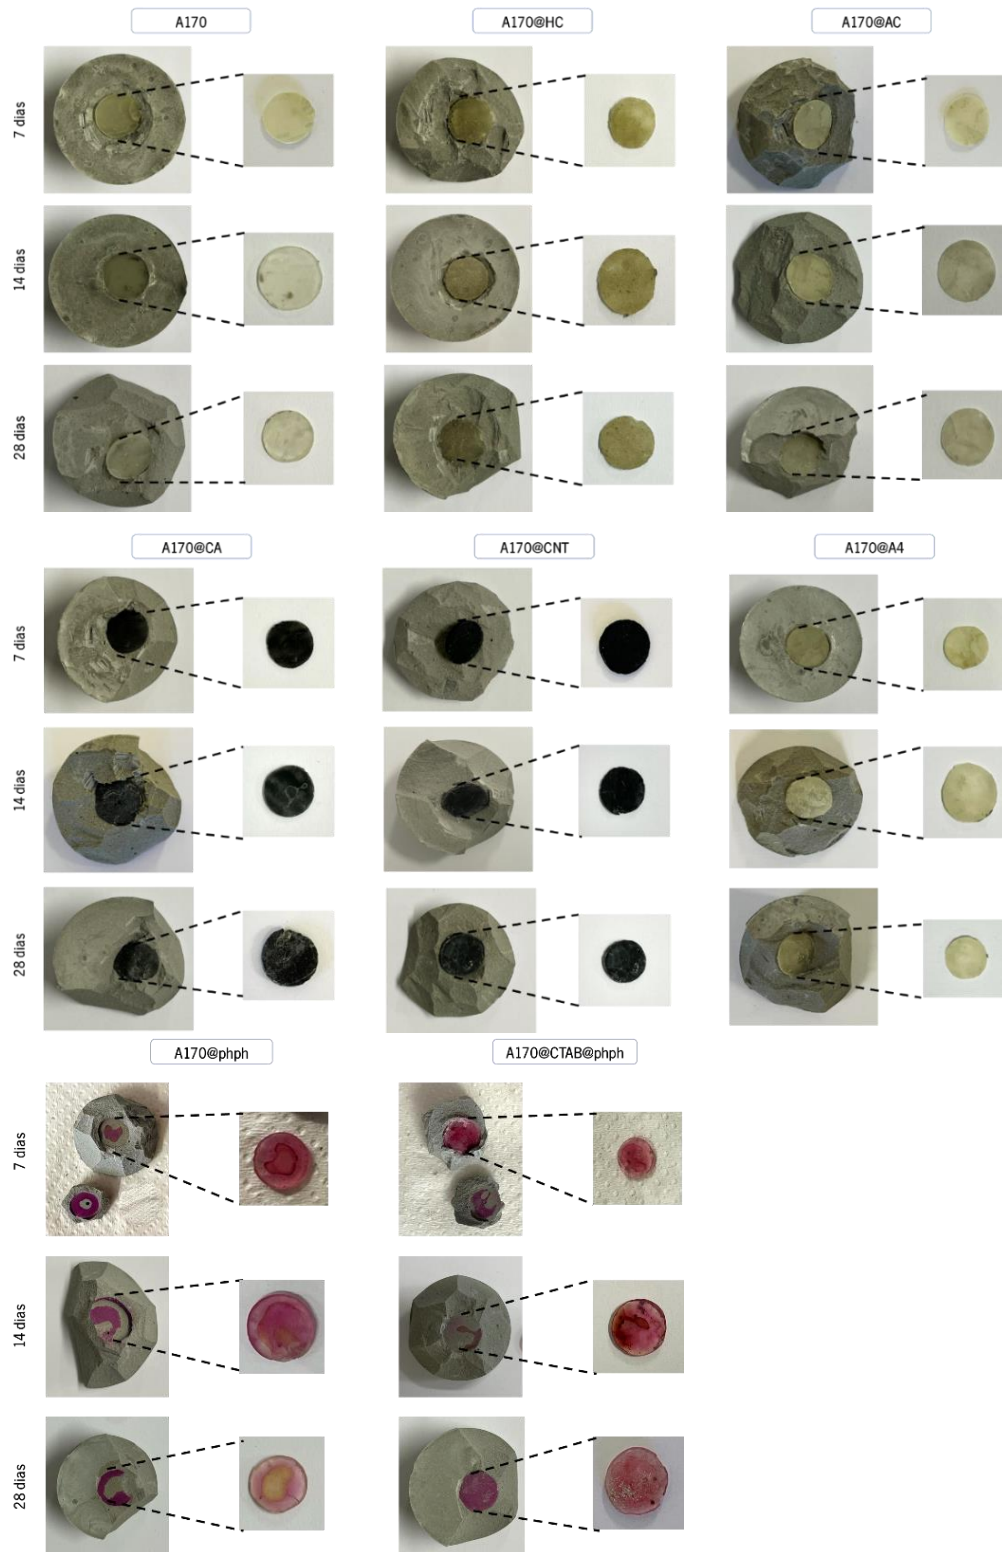 A170
A170@HC
A170@AC
7 dias
14 dias
28 dias
A170@CA
A170@CNT
A170@A4
7 dias
14 dias
28 dias
A170@phph
A170@CTAB@phph
7 dias
14 dias
28 dias